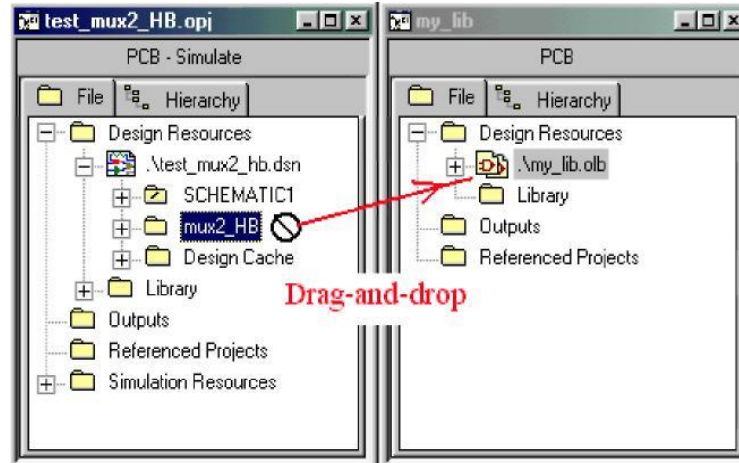 test_mux2_HB.opj
PCB - Simulate
File Hierarchy
Design Resources
.\test_mux2_hb.dsn
SCHEMATIC1
mux2_HB
Design Cache
Library
Outputs
Referenced Projects
Simulation Resources
my_lib
PCB
File Hierarchy
Design Resources
.\my_lib.olb
Library
Outputs
Referenced Projects
Drag-and-drop